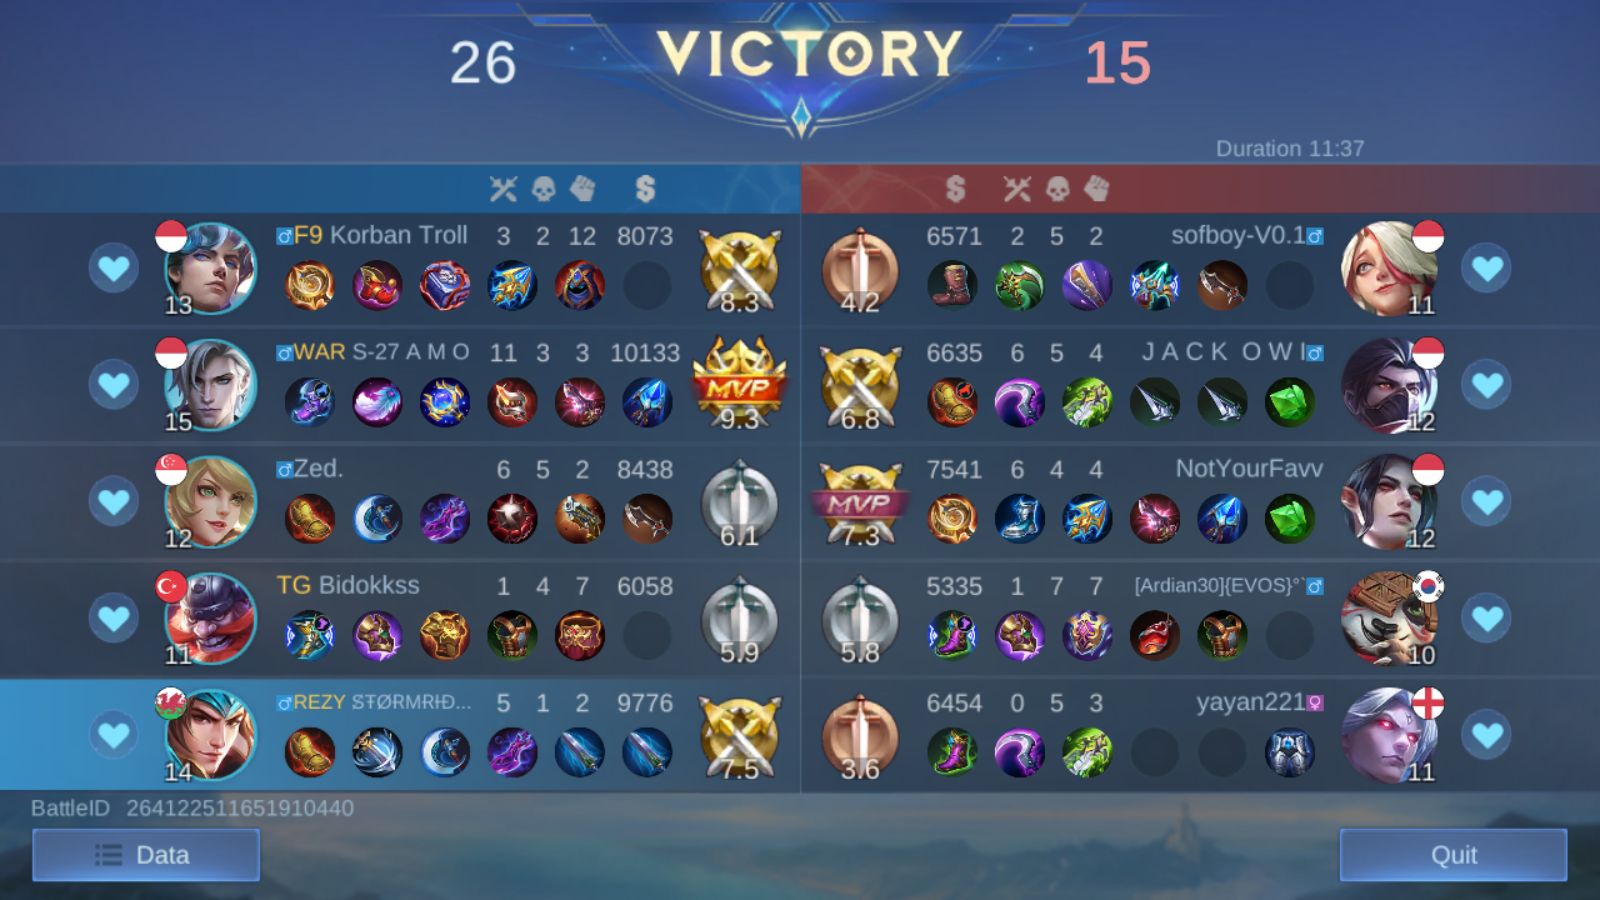 26 VICTORY 15
Duration 11:37
F9 Korban Troll 3 2 12 8073 8.3 13
4.2 6571 2 5 2 sofboy-V0.1 11
WAR S-27 A M O 11 3 3 10133 MVP 9.3 15
6.8 6635 6 5 4 J A C K O W I 12
Zed. 6 5 2 8438 6.1 12
MVP 7.3 7541 6 4 4 NotYourFavv 12
TG Bidokkss 1 4 7 6058 5.9 11
5.8 5335 1 7 7 [Ardian30]{EVOS}°` 10
REZY SŦØRMRƗĐ... 5 1 2 9776 7.5 14
3.6 6454 0 5 3 yayan221 11
BattleID 264122511651910440
Data
Quit